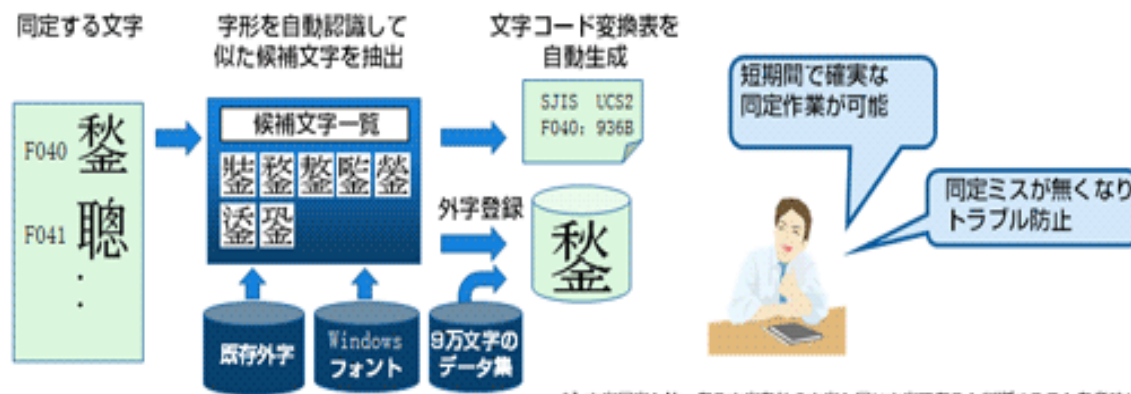 同定する文字
字形を自動認識して
似た候補文字を抽出
文字コード変換表を
自動生成
F040
F041 聰
・
・
候補文字一覧
SJIS UCS2
F040: 936B
外字登録
既存外字
Windows
フォント
9万文字の
データ集
短期間で確実な
同定作業が可能
同定ミスが無くなり
トラブル防止